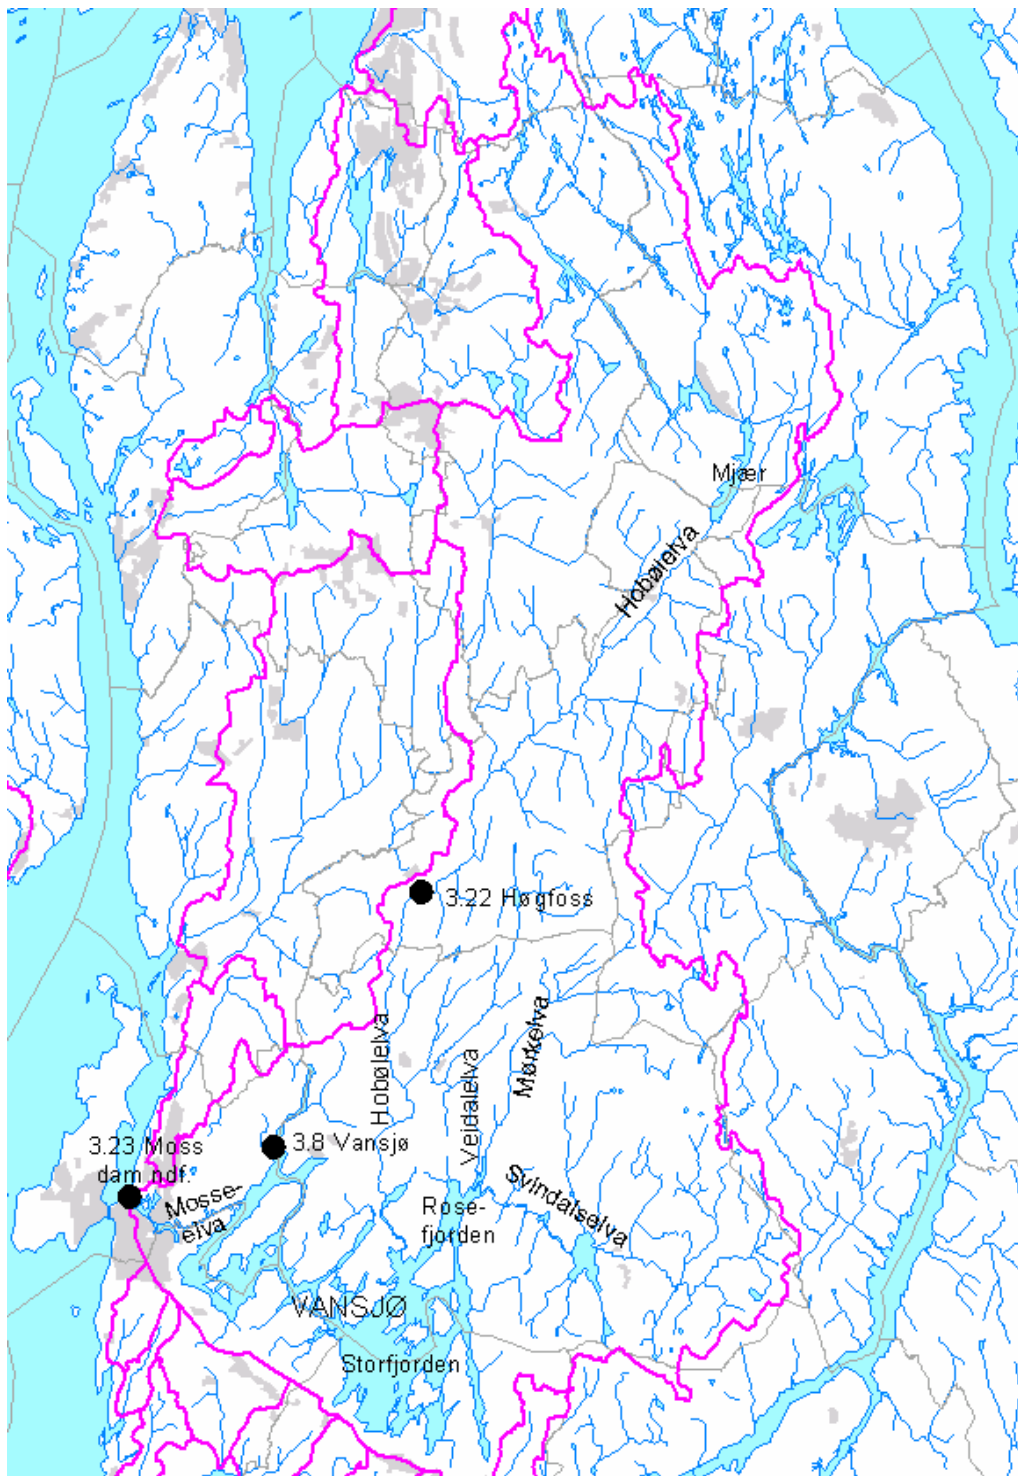 Mjær
Hobølelva
3.22 Høgfoss
Hobølelva
Veidalelva
Mørkelva
3.8 Vansjø
3.23 Moss
dam ndf.
Mosse-
elva
Rose-
fjorden
Svindalselva
VANSJØ
Storfjorden